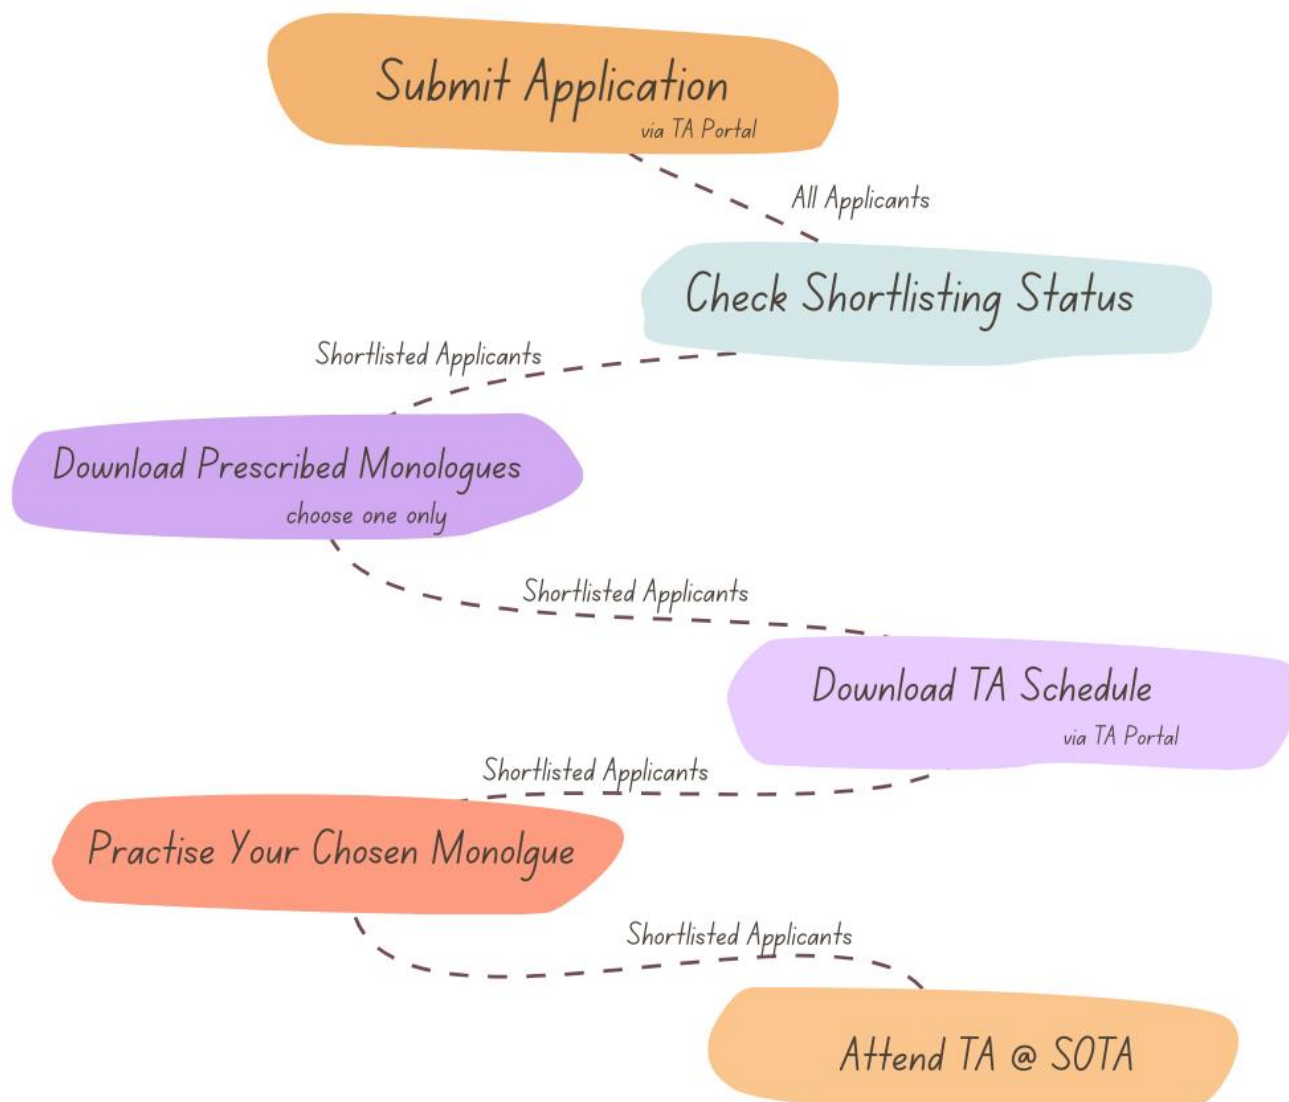 Submit Application
via TA Portal
All Applicants
Check Shortlisting Status
Shortlisted Applicants
Download Prescribed Monologues
choose one only
Shortlisted Applicants
Download TA Schedule
via TA Portal
Shortlisted Applicants
Practise Your Chosen Monolgue
Shortlisted Applicants
Attend TA @ SOTA